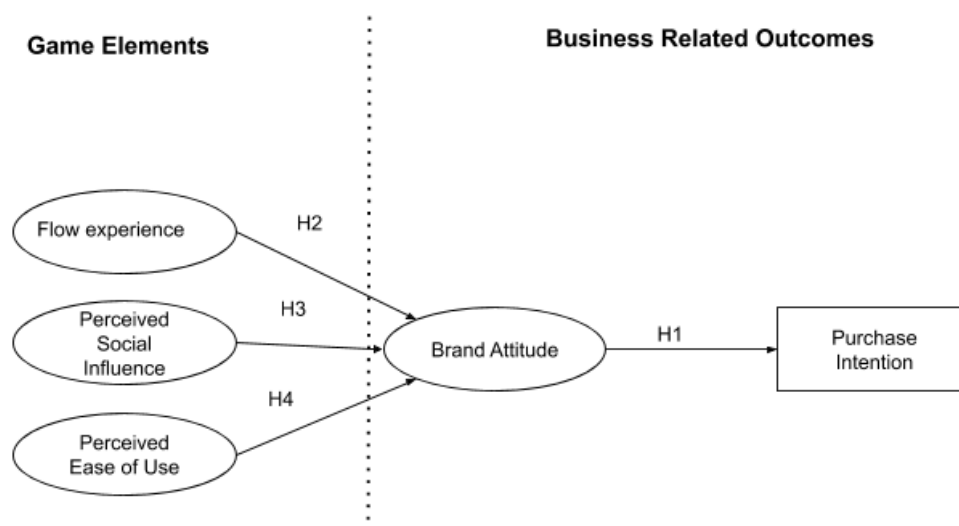 Game Elements
Business Related Outcomes
Flow experience
H2
Perceived
Social
Influence
H3
Perceived
Ease of Use
H4
Brand Attitude
H1
Purchase
Intention